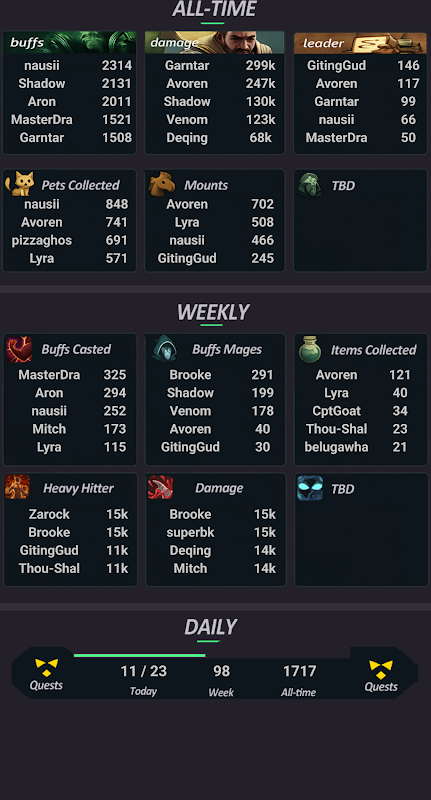 ALL-TIME
buffs
nausii 2314
Shadow 2131
Aron 2011
MasterDra 1521
Garntar 1508
damage
Garntar 299k
Avoren 247k
Shadow 130k
Venom 123k
Deqing 68k
leader
GitingGud 146
Avoren 117
Garntar 99
nausii 66
MasterDra 50
Pets Collected
nausii 848
Avoren 741
pizzaghos 691
Lyra 571
Mounts
Avoren 702
Lyra 508
nausii 466
GitingGud 245
TBD
WEEKLY
Buffs Casted
MasterDra 325
Aron 294
nausii 252
Mitch 173
Lyra 115
Buffs Mages
Brooke 291
Shadow 199
Venom 178
Avoren 40
GitingGud 30
Items Collected
Avoren 121
Lyra 40
CptGoat 34
Thou-Shal 23
belugawha 21
Heavy Hitter
Zarock 15k
Brooke 15k
GitingGud 11k
Thou-Shal 11k
Damage
Brooke 15k
superbk 15k
Deqing 14k
Mitch 14k
TBD
DAILY
Quests
11 / 23
Today
98
Week
1717
All-time
Quests